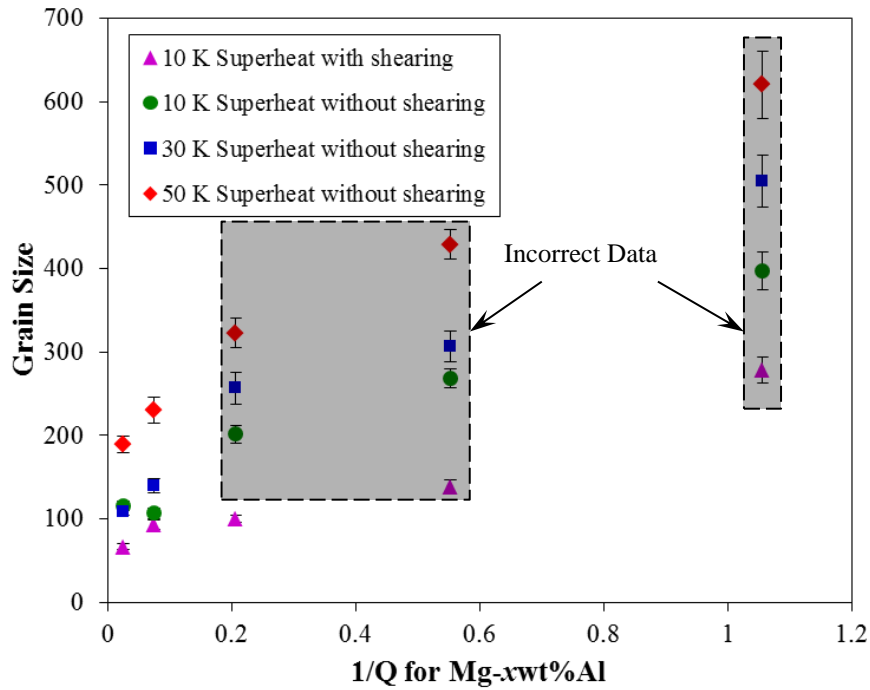 700
600
500
400
300
200
100
0
Grain Size
10 K Superheat with shearing
10 K Superheat without shearing
30 K Superheat without shearing
50 K Superheat without shearing
Incorrect Data
0
0.2
0.4
0.6
0.8
1
1.2
1/Q for Mg-xwt%Al